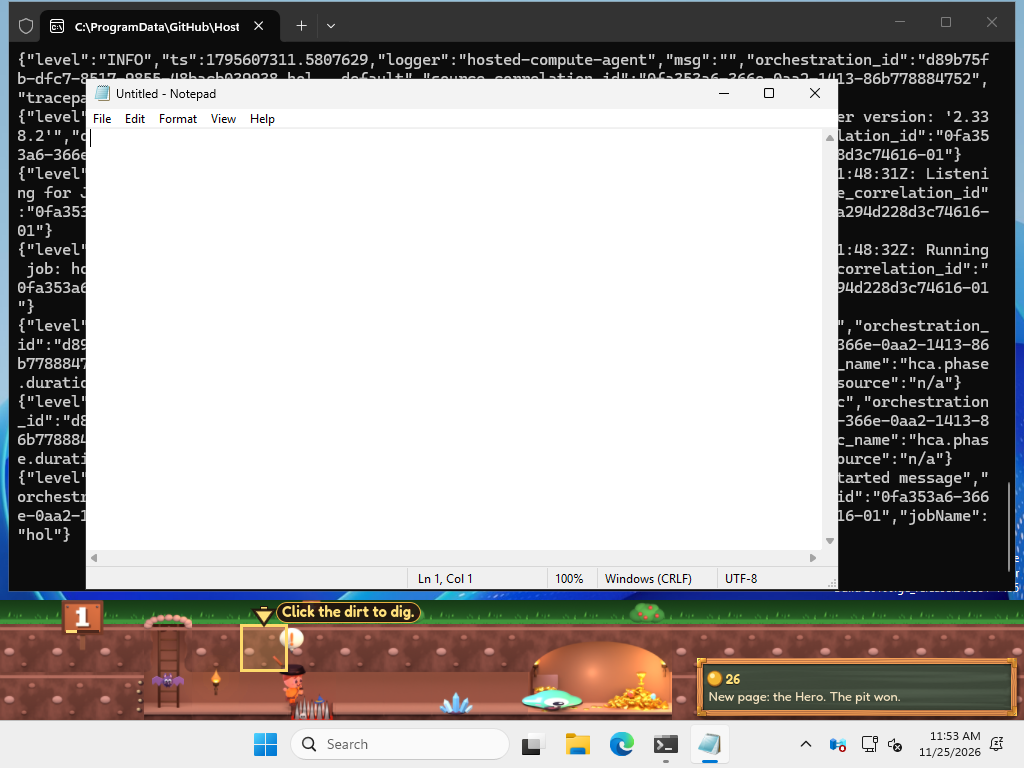 C:\ProgramData\GitHub\Host
{"level":"INFO","ts":1795607311.5807629,"logger":"hosted-compute-agent","msg":"","orchestration_id":"d89b75f
b-dfc7-8517-9855-48bacb039938.hol.__default","source_correlation_id":"0fa353a6-366e-0aa2-1413-86b778884752",
"tracepa
Untitled - Notepad
File Edit Format View Help
{"level" er version: '2.33
8.2'","o lation_id":"0fa35
3a6-366e 8d3c74616-01"}
{"level" 1:48:31Z: Listeni
ng for J e_correlation_id"
:"0fa353 a294d228d3c74616-
01"}
{"level" 1:48:32Z: Running
job: ho correlation_id":"
0fa353a6 94d228d3c74616-01
"}
{"level" ","orchestration_
id":"d89 366e-0aa2-1413-86
b7788847 _name":"hca.phase
.duratio source":"n/a"}
{"level" c","orchestration
_id":"d8 -366e-0aa2-1413-8
6b778884 c_name":"hca.phas
e.durati ource":"n/a"}
{"level" tarted message","
orchestr id":"0fa353a6-366
e-0aa2-1 16-01","jobName":
"hol"}
Ln 1, Col 1 100% Windows (CRLF) UTF-8
1
Click the dirt to dig.
26
New page: the Hero. The pit won.
Search
11:53 AM
11/25/2026